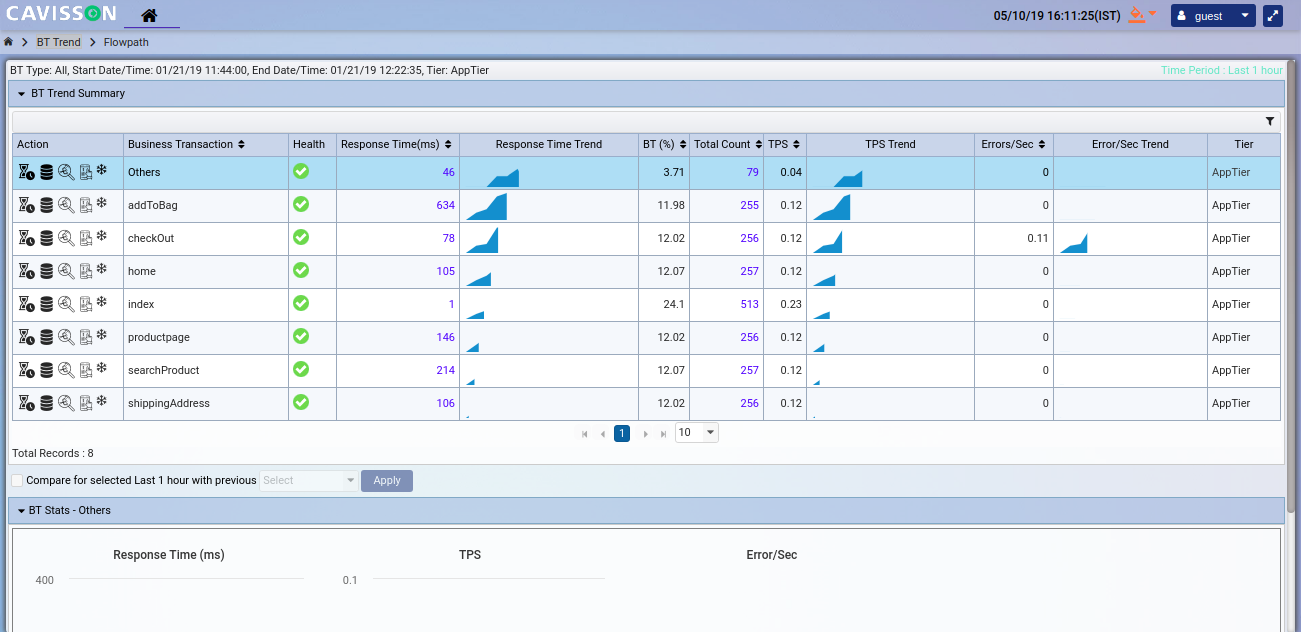 CAVISSON
05/10/19 16:11:25(IST) guest
BT Trend Flowpath
BT Type: All, Start Date/Time: 01/21/19 11:44:00, End Date/Time: 01/21/19 12:22:35, Tier: AppTier Time Period : Last 1 hour
BT Trend Summary
Action Business Transaction Health Response Time(ms) Response Time Trend BT (%) Total Count TPS TPS Trend Errors/Sec Error/Sec Trend Tier
Others 46 3.71 79 0.04 0 AppTier
addToBag 634 11.98 255 0.12 0 AppTier
checkOut 78 12.02 256 0.12 0.11 AppTier
home 105 12.07 257 0.12 0 AppTier
index 1 24.1 513 0.23 0 AppTier
productpage 146 12.02 256 0.12 0 AppTier
searchProduct 214 12.07 257 0.12 0 AppTier
shippingAddress 106 12.02 256 0.12 0 AppTier
1 10
Total Records : 8
Compare for selected Last 1 hour with previous Select Apply
BT Stats - Others
Response Time (ms) TPS Error/Sec
400 0.1